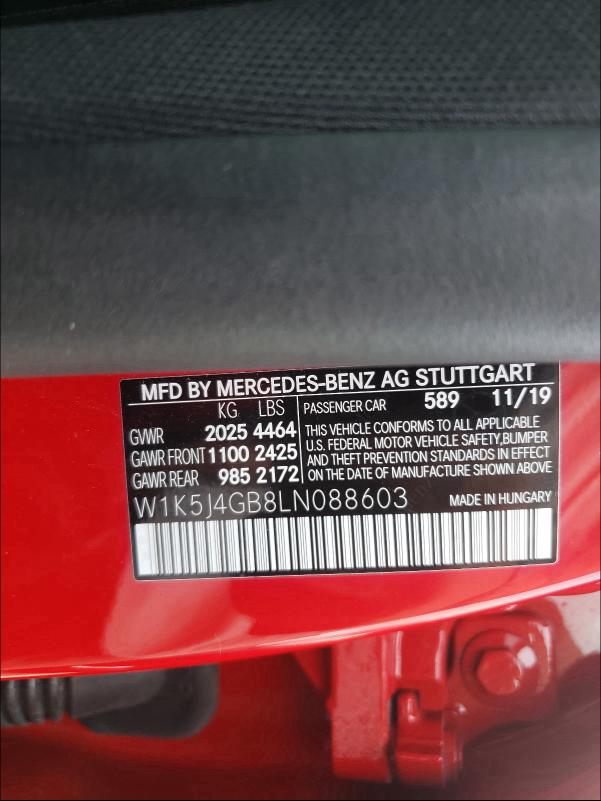 MFD BY MERCEDES-BENZ AG STUTTGART
KG LBS
GVWR 2025 4464
GAWR FRONT 1100 2425
GAWR REAR 985 2172
PASSENGER CAR 589 11/19
THIS VEHICLE CONFORMS TO ALL APPLICABLE
U.S. FEDERAL MOTOR VEHICLE SAFETY,BUMPER
AND THEFT PREVENTION STANDARDS IN EFFECT
ON THE DATE OF MANUFACTURE SHOWN ABOVE
W1K5J4GB8LN088603 MADE IN HUNGARY